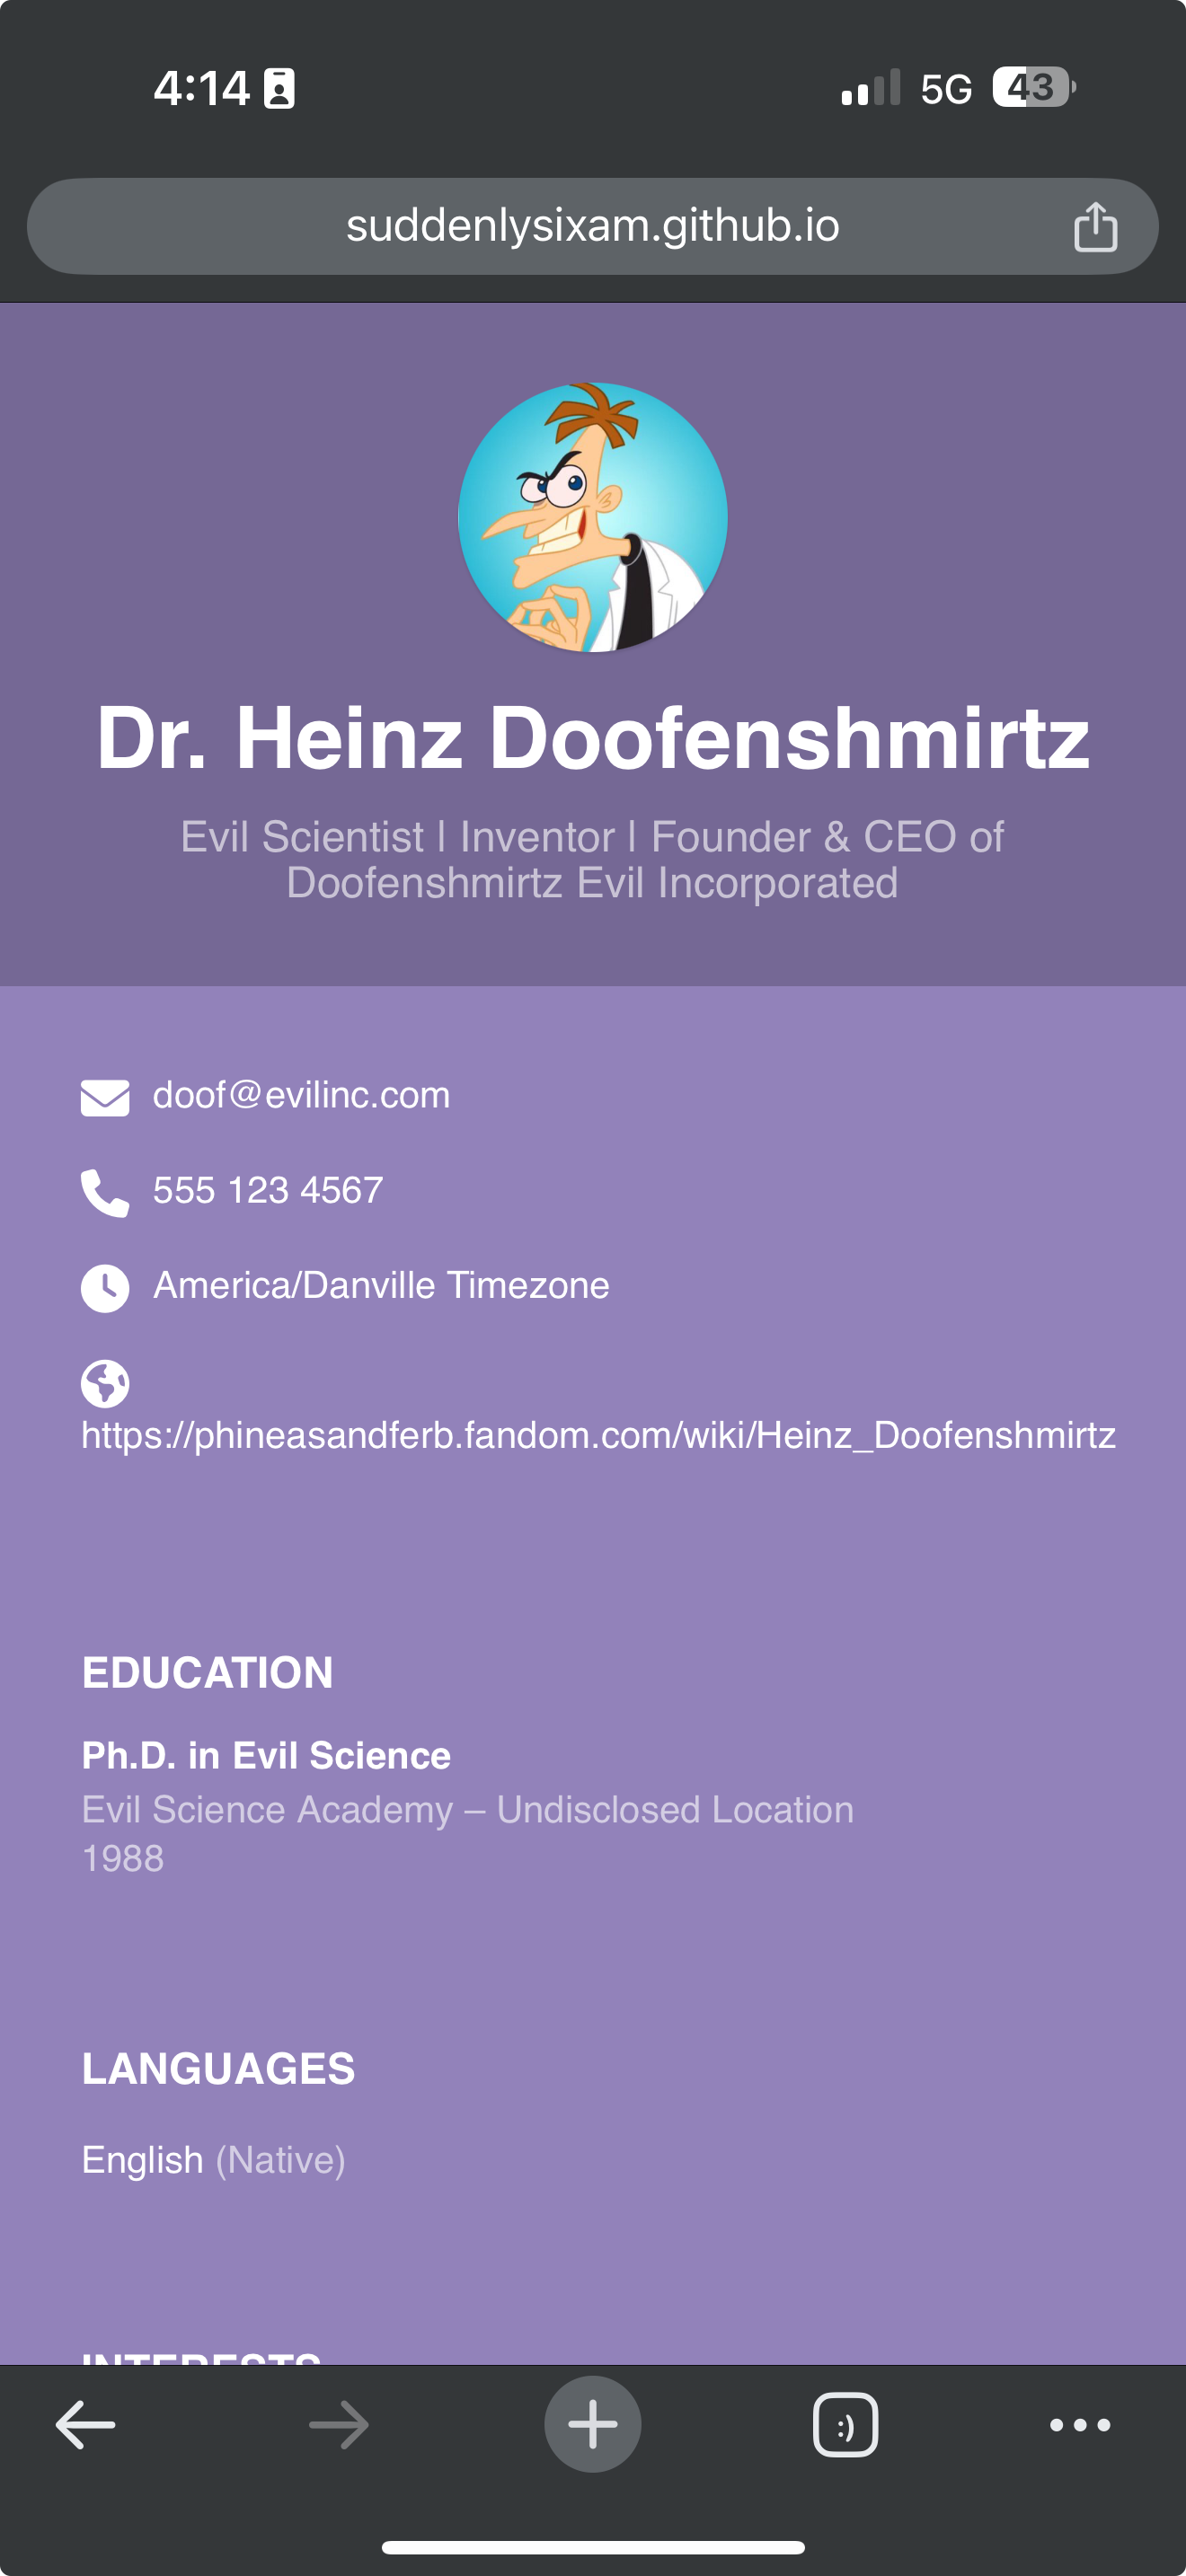 4:14
5G 43
suddenlysixam.github.io
Dr. Heinz Doofenshmirtz
Evil Scientist | Inventor | Founder & CEO of
Doofenshmirtz Evil Incorporated
doof@evilinc.com
555 123 4567
America/Danville Timezone
https://phineasandferb.fandom.com/wiki/Heinz_Doofenshmirtz
EDUCATION
Ph.D. in Evil Science
Evil Science Academy – Undisclosed Location
1988
LANGUAGES
English (Native)
INTERESTS
:)